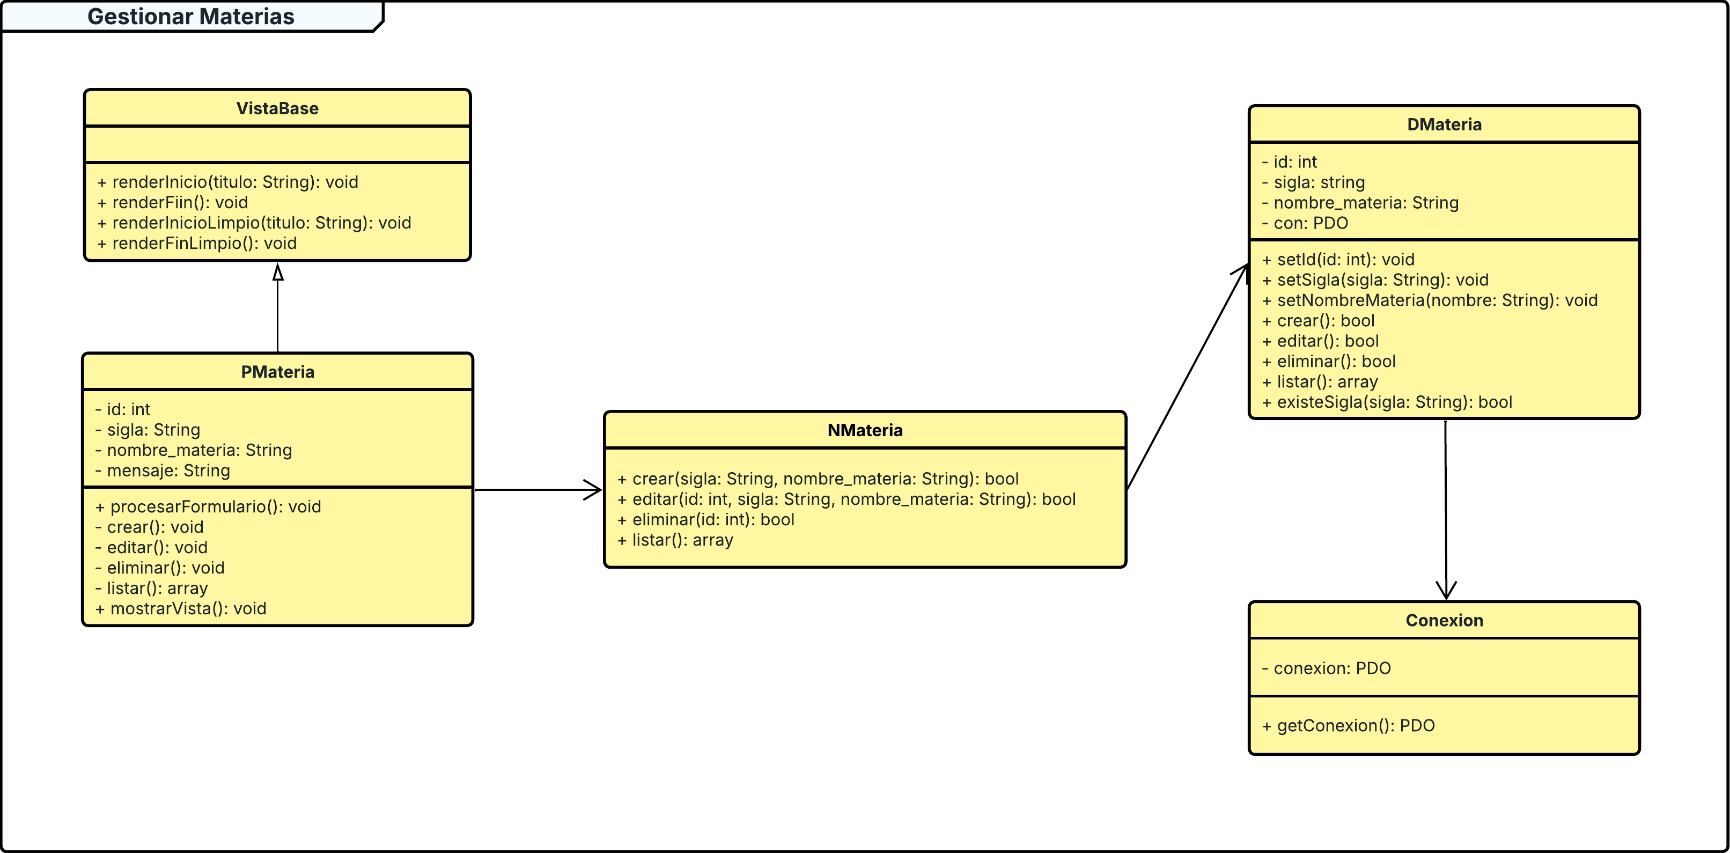 Gestionar Materias
VistaBase
+ renderInicio(titulo: String): void
+ renderFiin(): void
+ renderInicioLimpio(titulo: String): void
+ renderFinLimpio(): void
PMateria
- id: int
- sigla: String
- nombre_materia: String
- mensaje: String
+ procesarFormulario(): void
- crear(): void
- editar(): void
- eliminar(): void
- listar(): array
+ mostrarVista(): void
NMateria
+ crear(sigla: String, nombre_materia: String): bool
+ editar(id: int, sigla: String, nombre_materia: String): bool
+ eliminar(id: int): bool
+ listar(): array
DMateria
- id: int
- sigla: string
- nombre_materia: String
- con: PDO
+ setId(id: int): void
+ setSigla(sigla: String): void
+ setNombreMateria(nombre: String): void
+ crear(): bool
+ editar(): bool
+ eliminar(): bool
+ listar(): array
+ existeSigla(sigla: String): bool
Conexion
- conexion: PDO
+ getConexion(): PDO